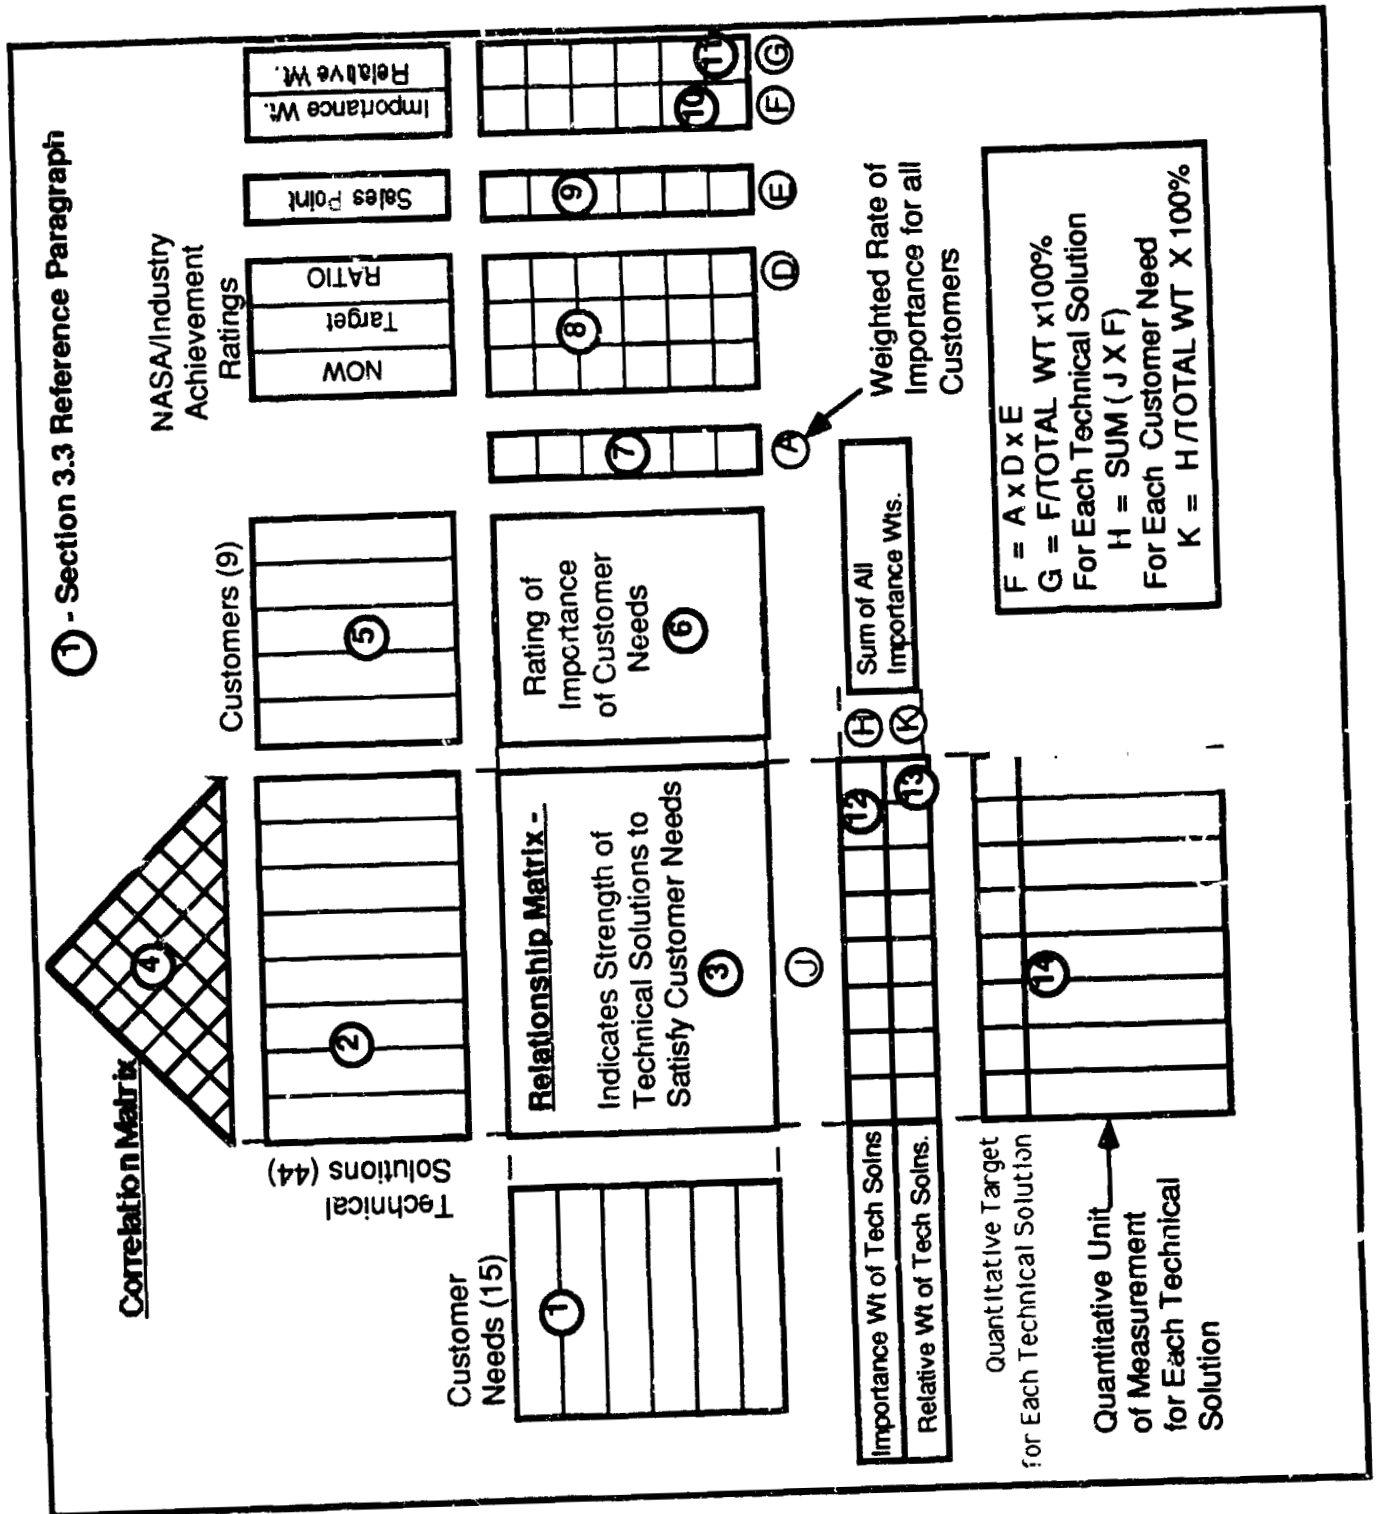 ① - Section 3.3 Reference Paragraph
Correlation Matrix
4
Technical
Solutions (44)
2
Customers (9)
5
NASA/Industry
Achievement
Ratings
NOW
Target
RATIO
Sales Point
Importance Wt.
Relative Wt.
Customer
Needs (15)
1
Relationship Matrix -
Indicates Strength of
Technical Solutions to
Satisfy Customer Needs
3
J
Rating of
Importance
of Customer
Needs
6
7
A
8
D
9
E
10
F
11
G
Weighted Rate of
Importance for all
Customers
Importance Wt of Tech Solns
12
H
Relative Wt of Tech Solns.
13
K
Sum of All
Importance Wts.
Quantitative Target
for Each Technical Solution
14
Quantitative Unit
of Measurement
for Each Technical
Solution
F = A x D x E
G = F/TOTAL WT x100%
For Each Technical Solution
H = SUM ( J X F)
For Each Customer Need
K = H/TOTAL WT X 100%